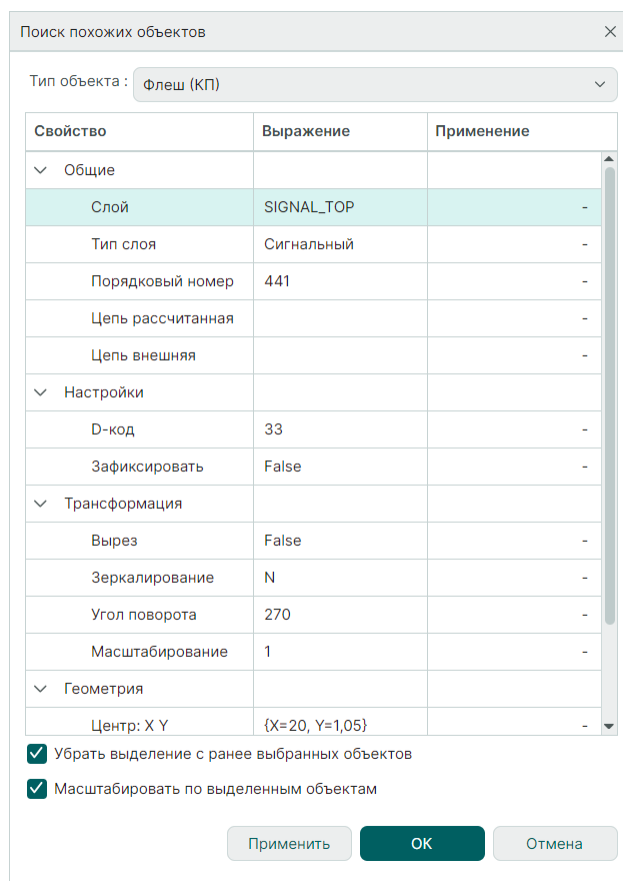 Поиск похожих объектов
Тип объекта : Флеш (КП)
Свойство Выражение Применение
Общие
Слой SIGNAL_TOP -
Тип слоя Сигнальный -
Порядковый номер 441 -
Цепь рассчитанная -
Цепь внешняя -
Настройки
D-код 33 -
Зафиксировать False -
Трансформация
Вырез False -
Зеркалирование N -
Угол поворота 270 -
Масштабирование 1 -
Геометрия
Центр: X Y {X=20, Y=1,05} -
Убрать выделение с ранее выбранных объектов
Масштабировать по выделенным объектам
Применить ОК Отмена